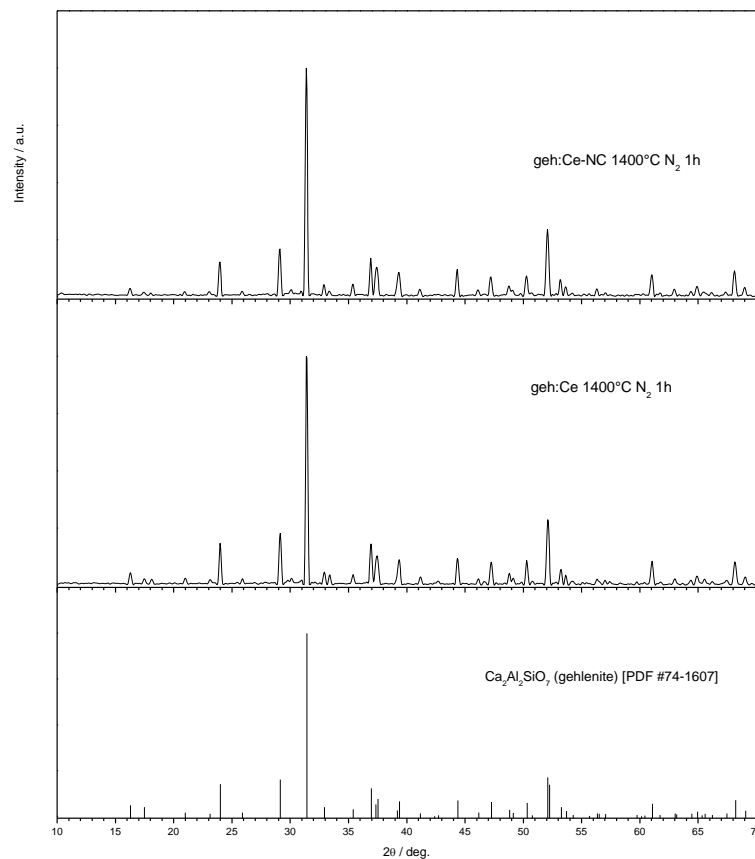 Intensity / a.u.
geh:Ce-NC 1400°C N₂ 1h
geh:Ce 1400°C N₂ 1h
Ca₂Al₂SiO₇ (gehlenite) [PDF #74-1607]
10 15 20 25 30 35 40 45 50 55 60 65 70
2θ / deg.